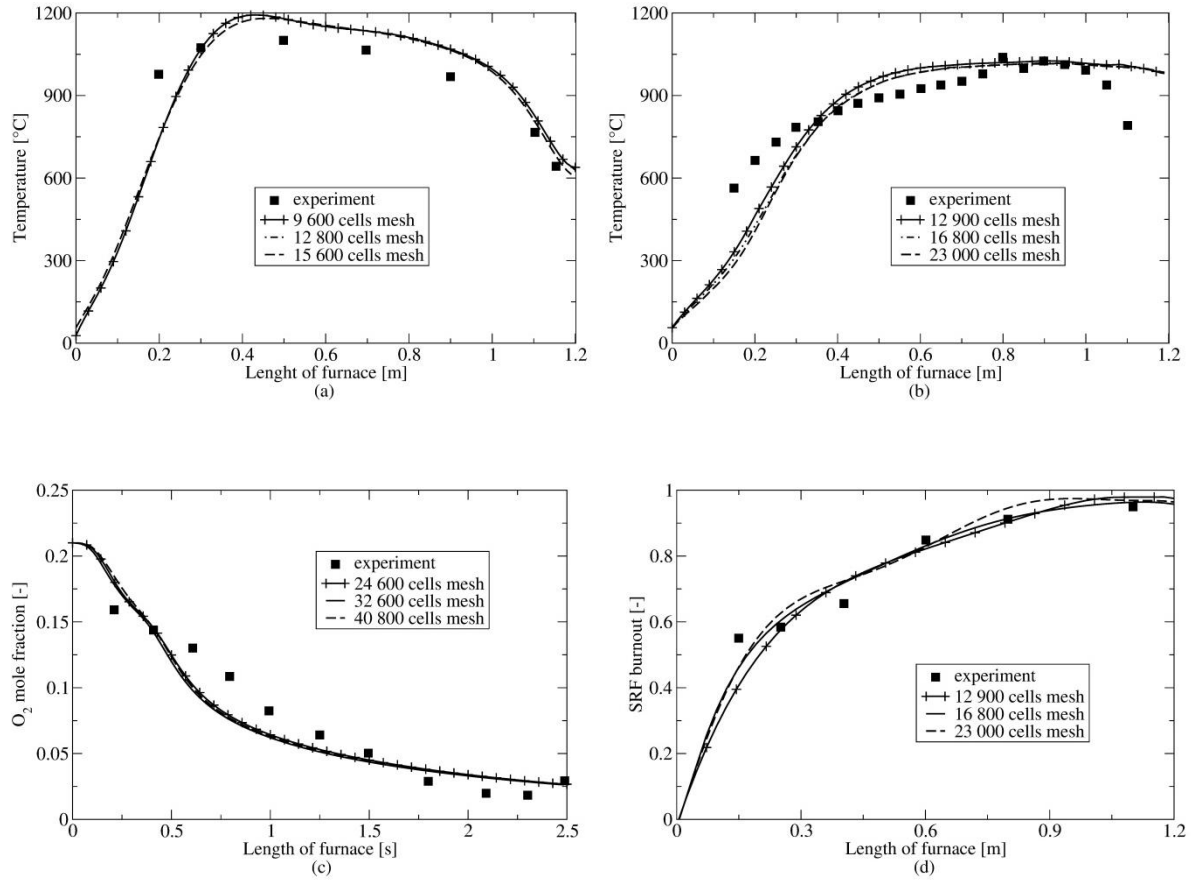 1200
900
600
300
0
Temperature [°C]
experiment
9 600 cells mesh
12 800 cells mesh
15 600 cells mesh
0 0.2 0.4 0.6 0.8 1 1.2
Lenght of furnace [m]
(a)
1200
900
600
300
0
Temperature [°C]
experiment
12 900 cells mesh
16 800 cells mesh
23 000 cells mesh
0 0.2 0.4 0.6 0.8 1 1.2
Length of furnace [m]
(b)
0.25
0.2
0.15
0.1
0.05
0
O2 mole fraction [-]
experiment
24 600 cells mesh
32 600 cells mesh
40 800 cells mesh
0 0.5 1 1.5 2 2.5
Length of furnace [s]
(c)
1
0.8
0.6
0.4
0.2
0
SRF burnout [-]
experiment
12 900 cells mesh
16 800 cells mesh
23 000 cells mesh
0 0.3 0.6 0.9 1.2
Length of furnace [m]
(d)